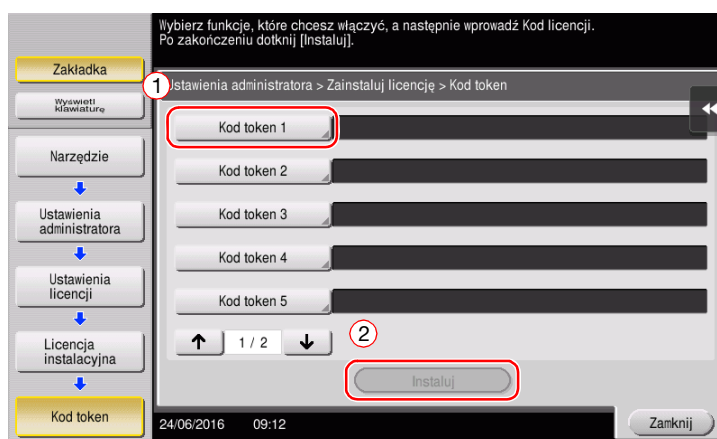 Wybierz funkcje, które chcesz włączyć, a następnie wprowadź Kod licencji.
Po zakończeniu dotknij [Instaluj].
Zakładka
Wyświetl
klawiaturę
Narzędzie
Ustawienia
administratora
Ustawienia
licencji
Licencja
instalacyjna
Kod token
1
Ustawienia administratora > Zainstaluj licencję > Kod token
Kod token 1
Kod token 2
Kod token 3
Kod token 4
Kod token 5
1 / 2
2
Instaluj
24/06/2016 09:12
Zamknij